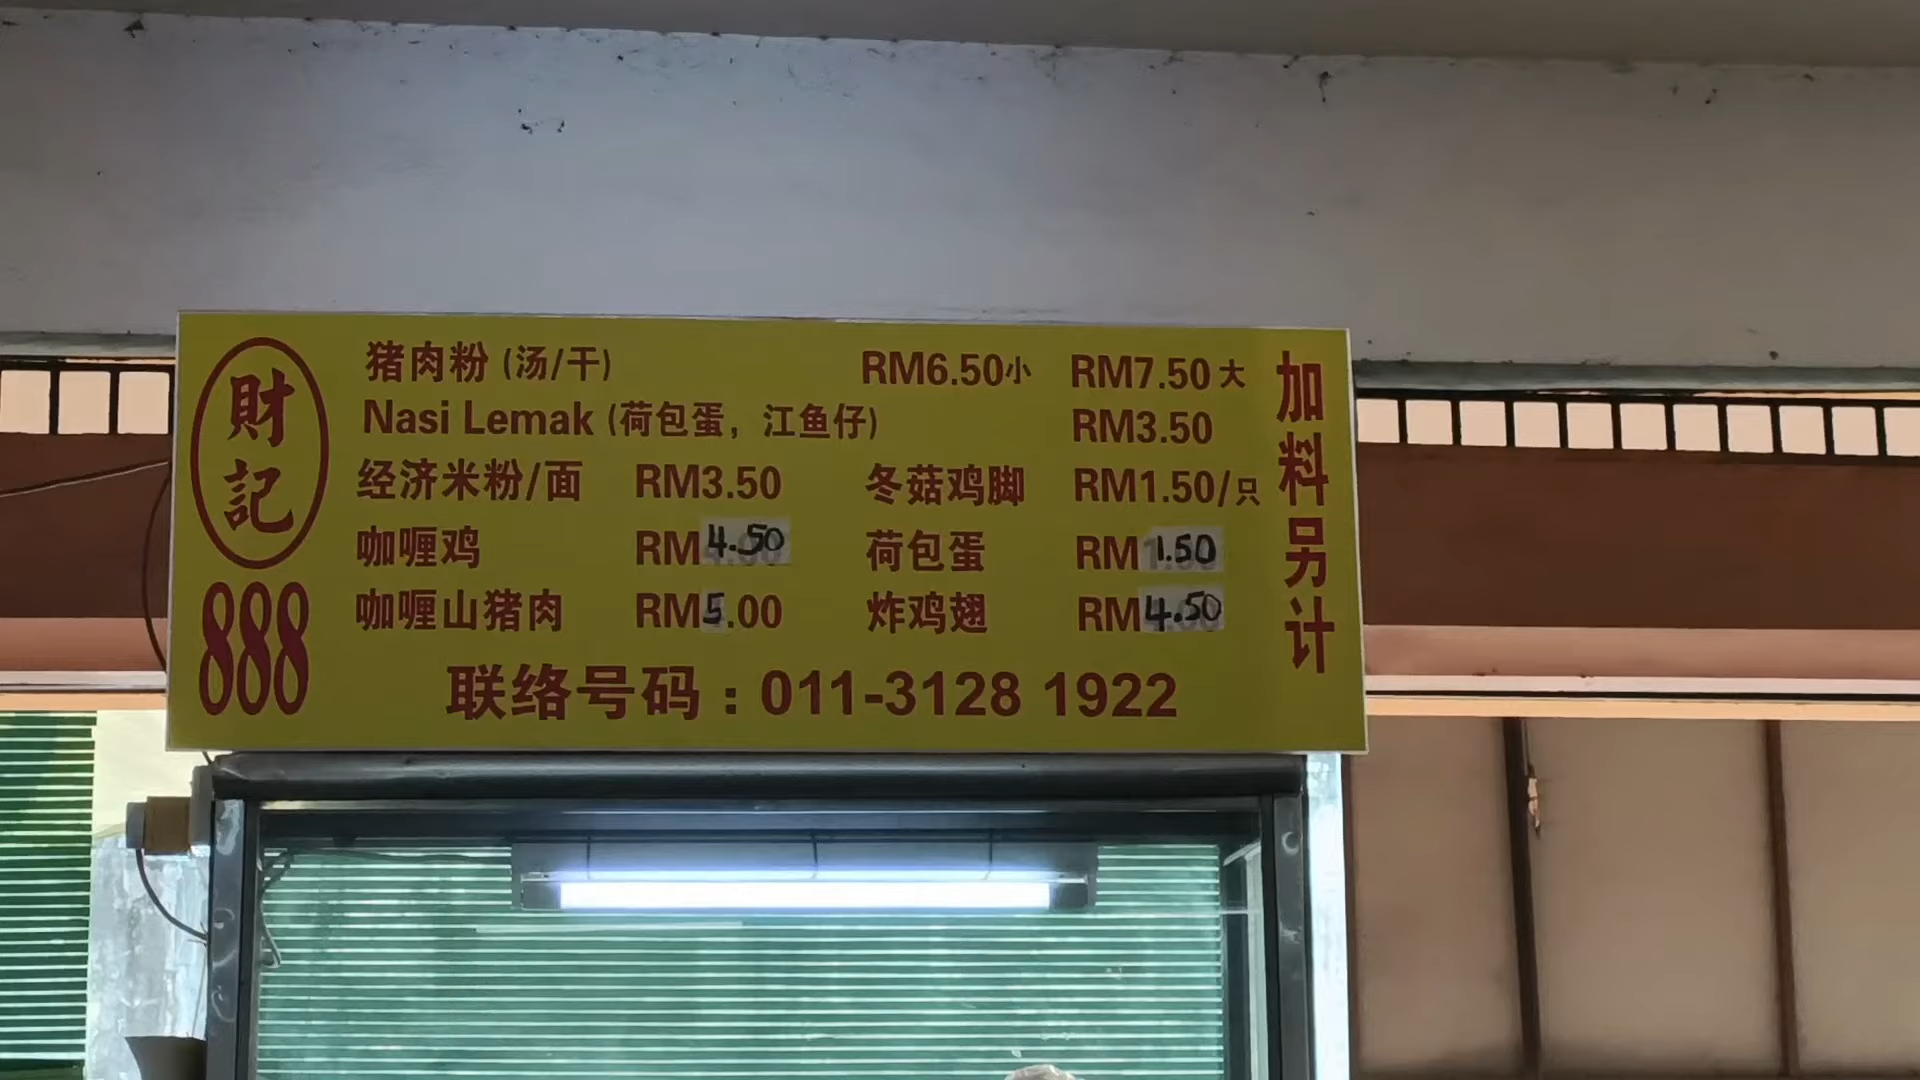 財記
888
猪肉粉 (汤/干) RM6.50小 RM7.50大
Nasi Lemak (荷包蛋，江鱼仔) RM3.50
经济米粉/面 RM3.50 冬菇鸡脚 RM1.50/只
咖喱鸡 RM4.50 荷包蛋 RM1.50
咖喱山猪肉 RM5.00 炸鸡翅 RM4.50
联络号码 : 011-3128 1922
加料另计